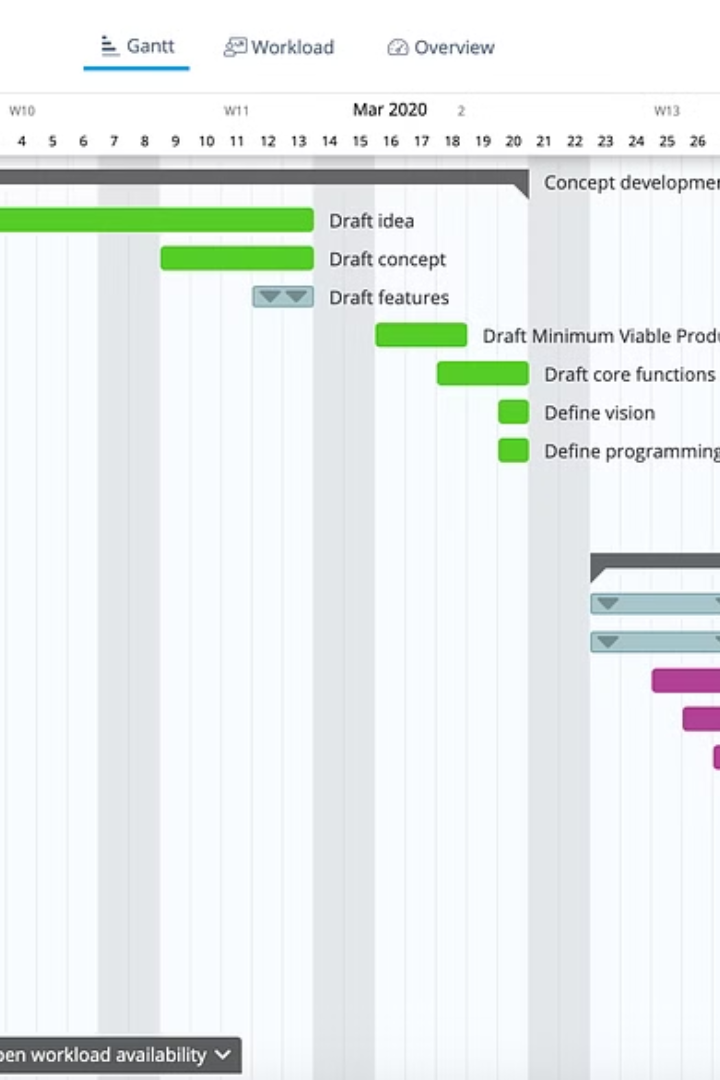 Gantt Workload Overview
W10 W11 Mar 2020 2 W13
4 5 6 7 8 9 10 11 12 13 14 15 16 17 18 19 20 21 22 23 24 25 26
Concept developmen
Draft idea
Draft concept
Draft features
Draft Minimum Viable Produ
Draft core functions
Define vision
Define programming
pen workload availability